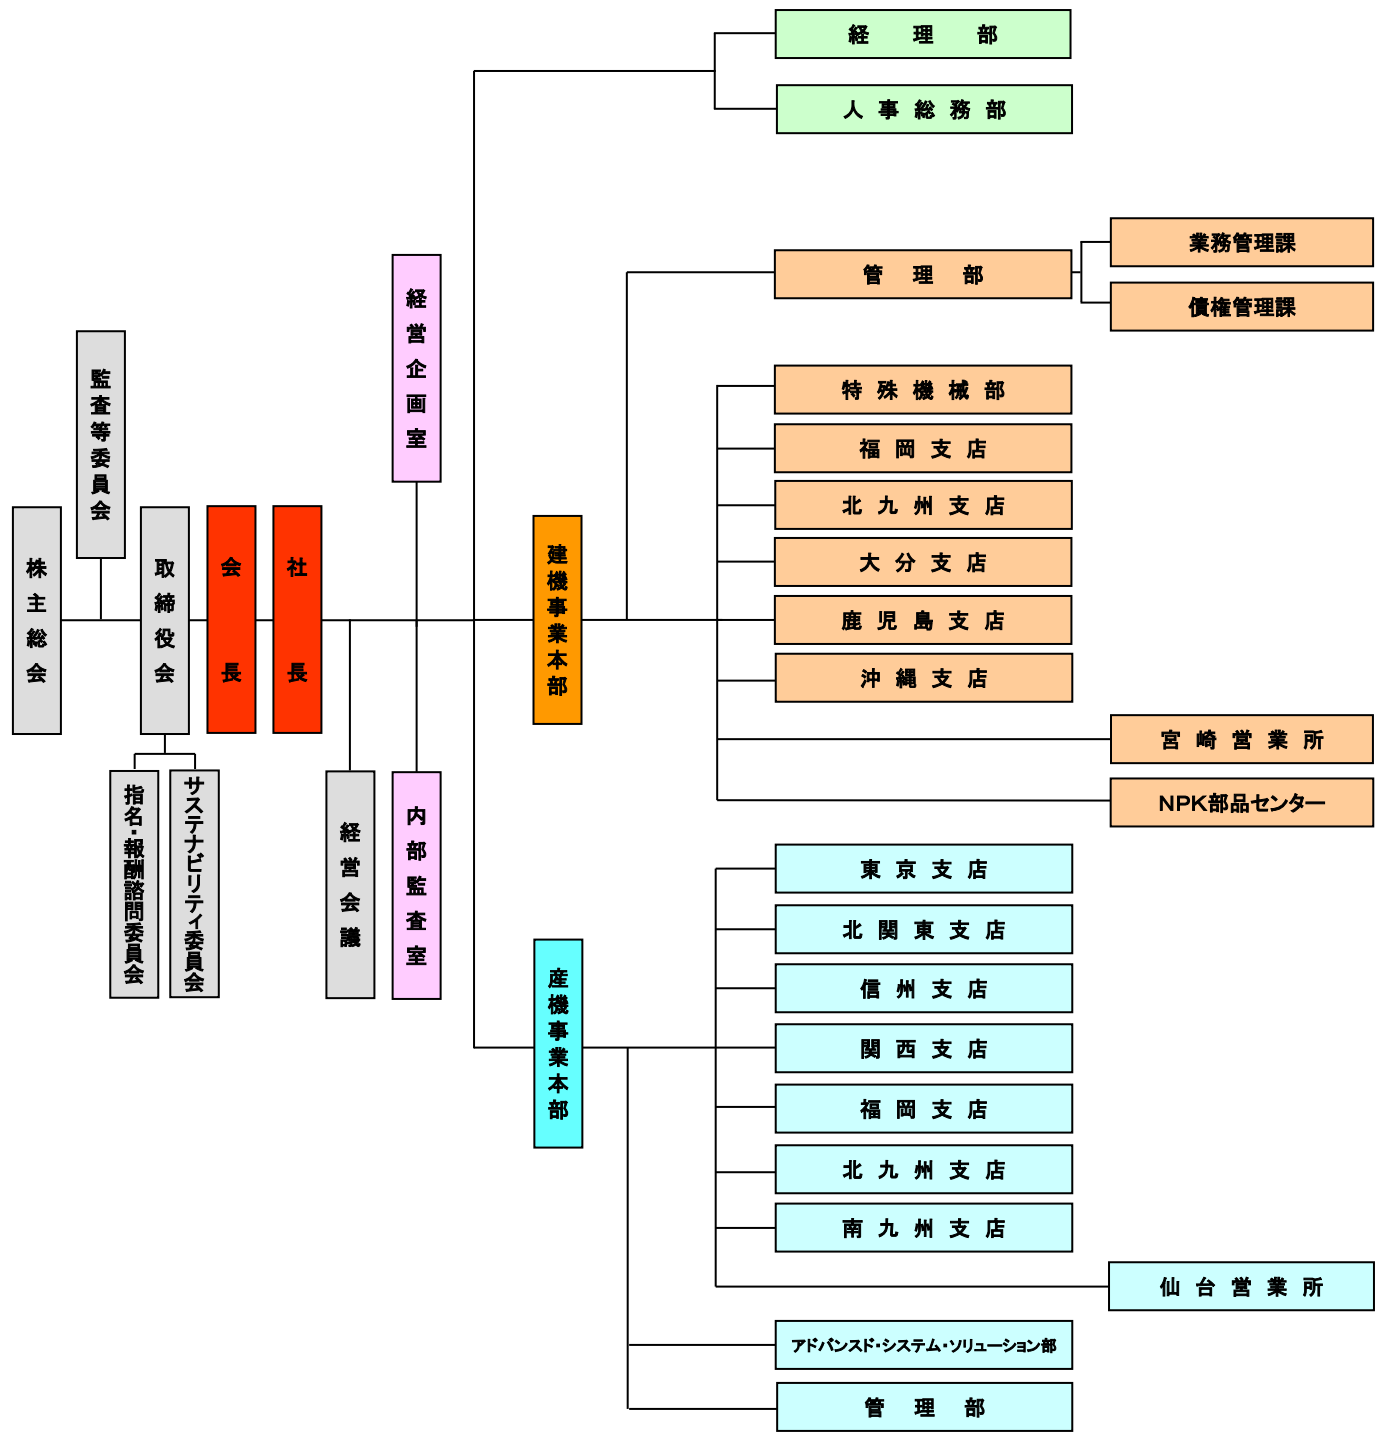 株主総会
監査等委員会
取締役会
指名・報酬諮問委員会
サステナビリティ委員会
会長
社長
経営会議
経営企画室
内部監査室
経理部
人事総務部
建機事業本部
管理部
業務管理課
債権管理課
特殊機械部
福岡支店
北九州支店
大分支店
鹿児島支店
沖縄支店
宮崎営業所
NPK部品センター
産機事業本部
東京支店
北関東支店
信州支店
関西支店
福岡支店
北九州支店
南九州支店
仙台営業所
アドバンスド・システム・ソリューション部
管理部